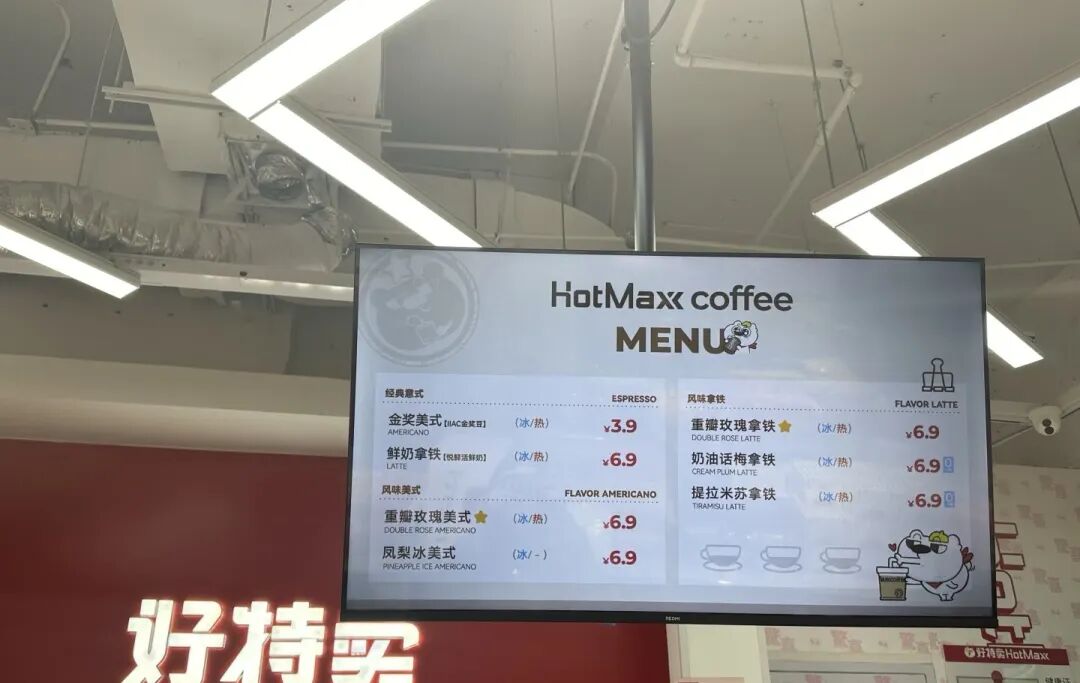 HotMaxx coffee
MENU
经典意式 ESPRESSO
金奖美式【IIAC金奖豆】 (冰/热) ¥3.9
AMERICANO
鲜奶拿铁【悦鲜活鲜奶】 (冰/热) ¥6.9
LATTE
风味美式 FLAVOR AMERICANO
重瓣玫瑰美式 (冰/热) ¥6.9
DOUBLE ROSE AMERICANO
凤梨冰美式 (冰/-) ¥6.9
PINEAPPLE ICE AMERICANO
风味拿铁 FLAVOR LATTE
重瓣玫瑰拿铁 (冰/热) ¥6.9
DOUBLE ROSE LATTE
奶油话梅拿铁 (冰/热) ¥6.9
CREAM PLUM LATTE
提拉米苏拿铁 (冰/热) ¥6.9
TIRAMISU LATTE
REDMI
好特卖
好特卖HotMaxx
健康证